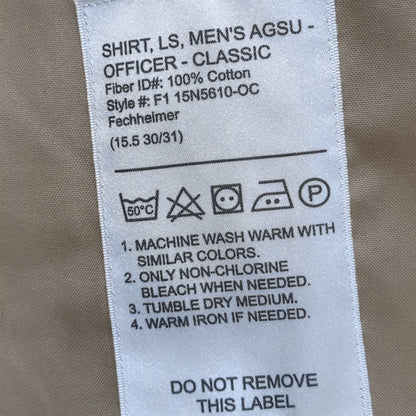 SHIRT, LS, MEN'S AGSU -
OFFICER - CLASSIC
Fiber ID#: 100% Cotton
Style #: F1 15N5610-OC
Fechheimer
(15.5 30/31)
50°C P
1. MACHINE WASH WARM WITH
SIMILAR COLORS.
2. ONLY NON-CHLORINE
BLEACH WHEN NEEDED.
3. TUMBLE DRY MEDIUM.
4. WARM IRON IF NEEDED.
DO NOT REMOVE
THIS LABEL